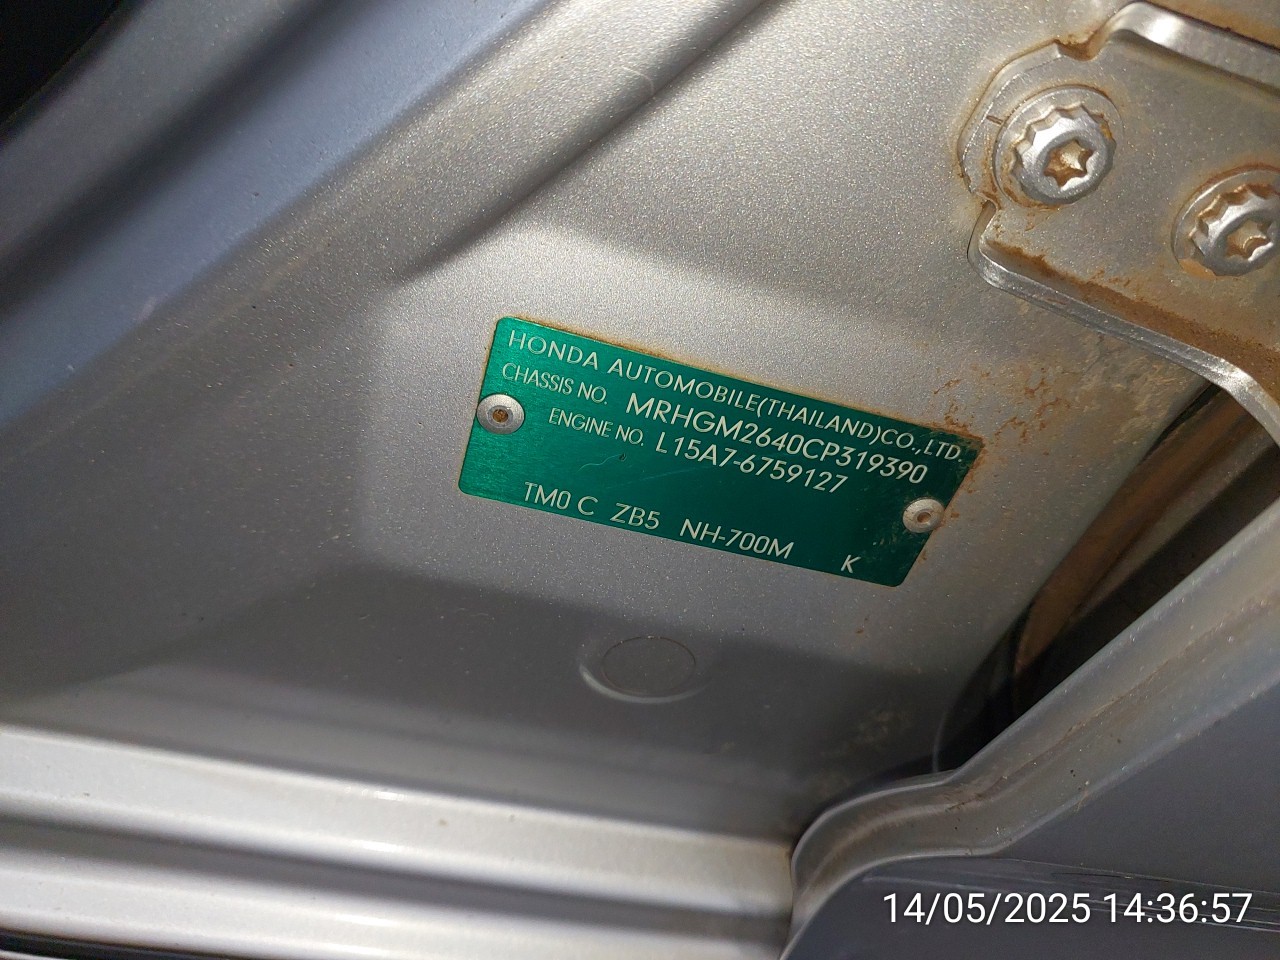 HONDA AUTOMOBILE(THAILAND)CO.,LTD.
CHASSIS NO. MRHGM2640CP319390
ENGINE NO. L15A7-6759127
TM0 C ZB5 NH-700M K
14/05/2025 14:36:57